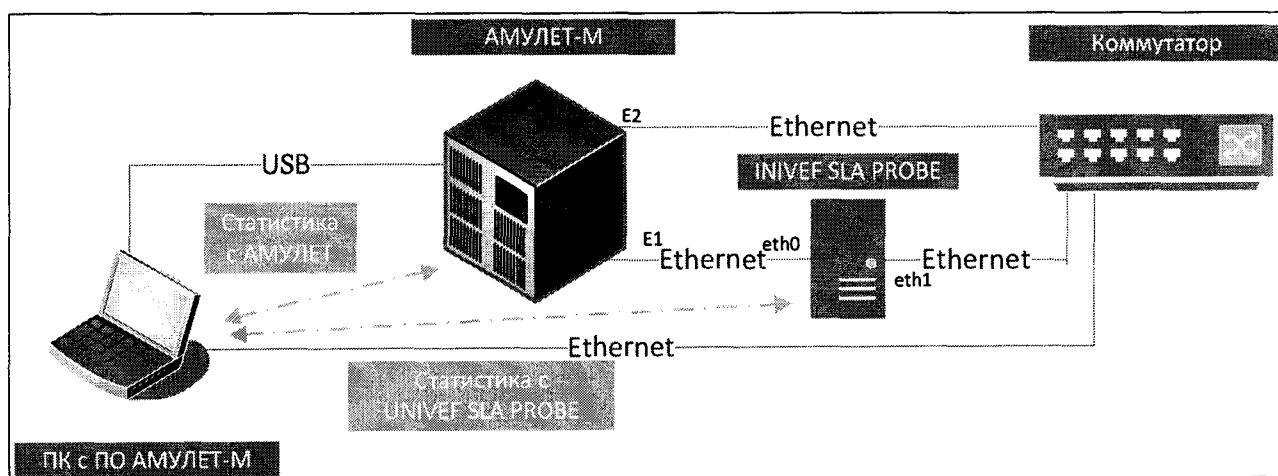 АМУЛЕТ-М
Коммутатор
E2
Ethernet
USB
INIVEF SLA PROBE
Статистика
с АМУЛЕТ
E1
Ethernet
eth0
Ethernet
eth1
Ethernet
Статистика с
UNIVEF SLA PROBE
ПК с ПО АМУЛЕТ-М